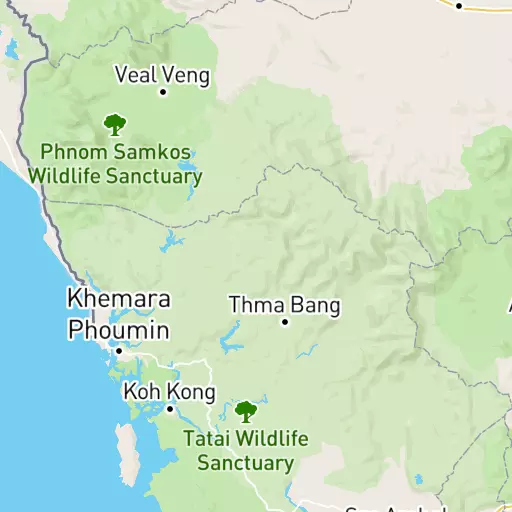 Veal Veng
Phnom Samkos
Wildlife Sanctuary
Khemara
Phoumin
Thma Bang
Koh Kong
Tatai Wildlife
Sanctuary